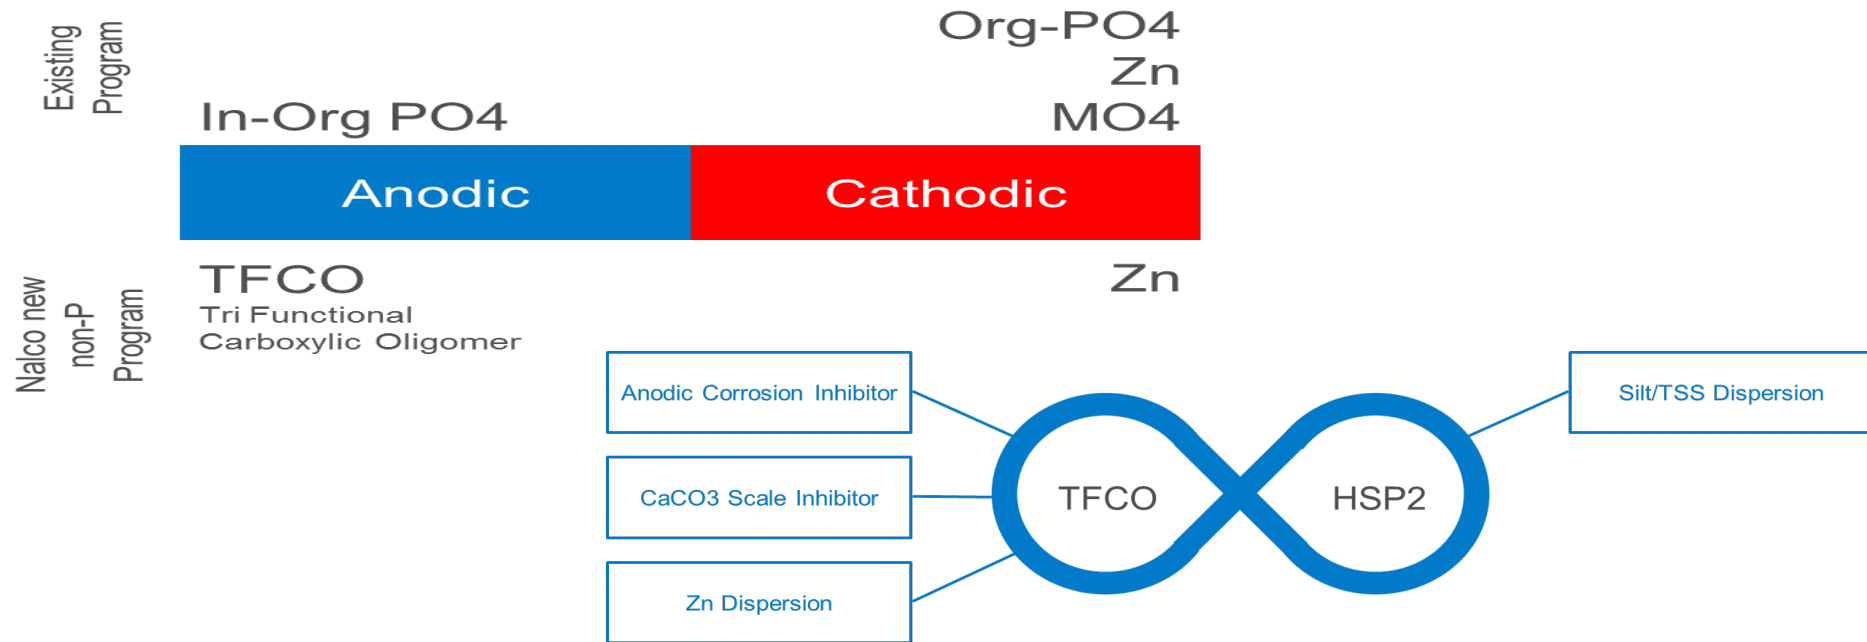 Existing
Program
Org-PO4
Zn
In-Org PO4
MO4
Anodic
Cathodic
Nalco new
non-P
Program
TFCO
Tri Functional
Carboxylic Oligomer
Zn
Anodic Corrosion Inhibitor
CaCO3 Scale Inhibitor
Zn Dispersion
TFCO
HSP2
Silt/TSS Dispersion